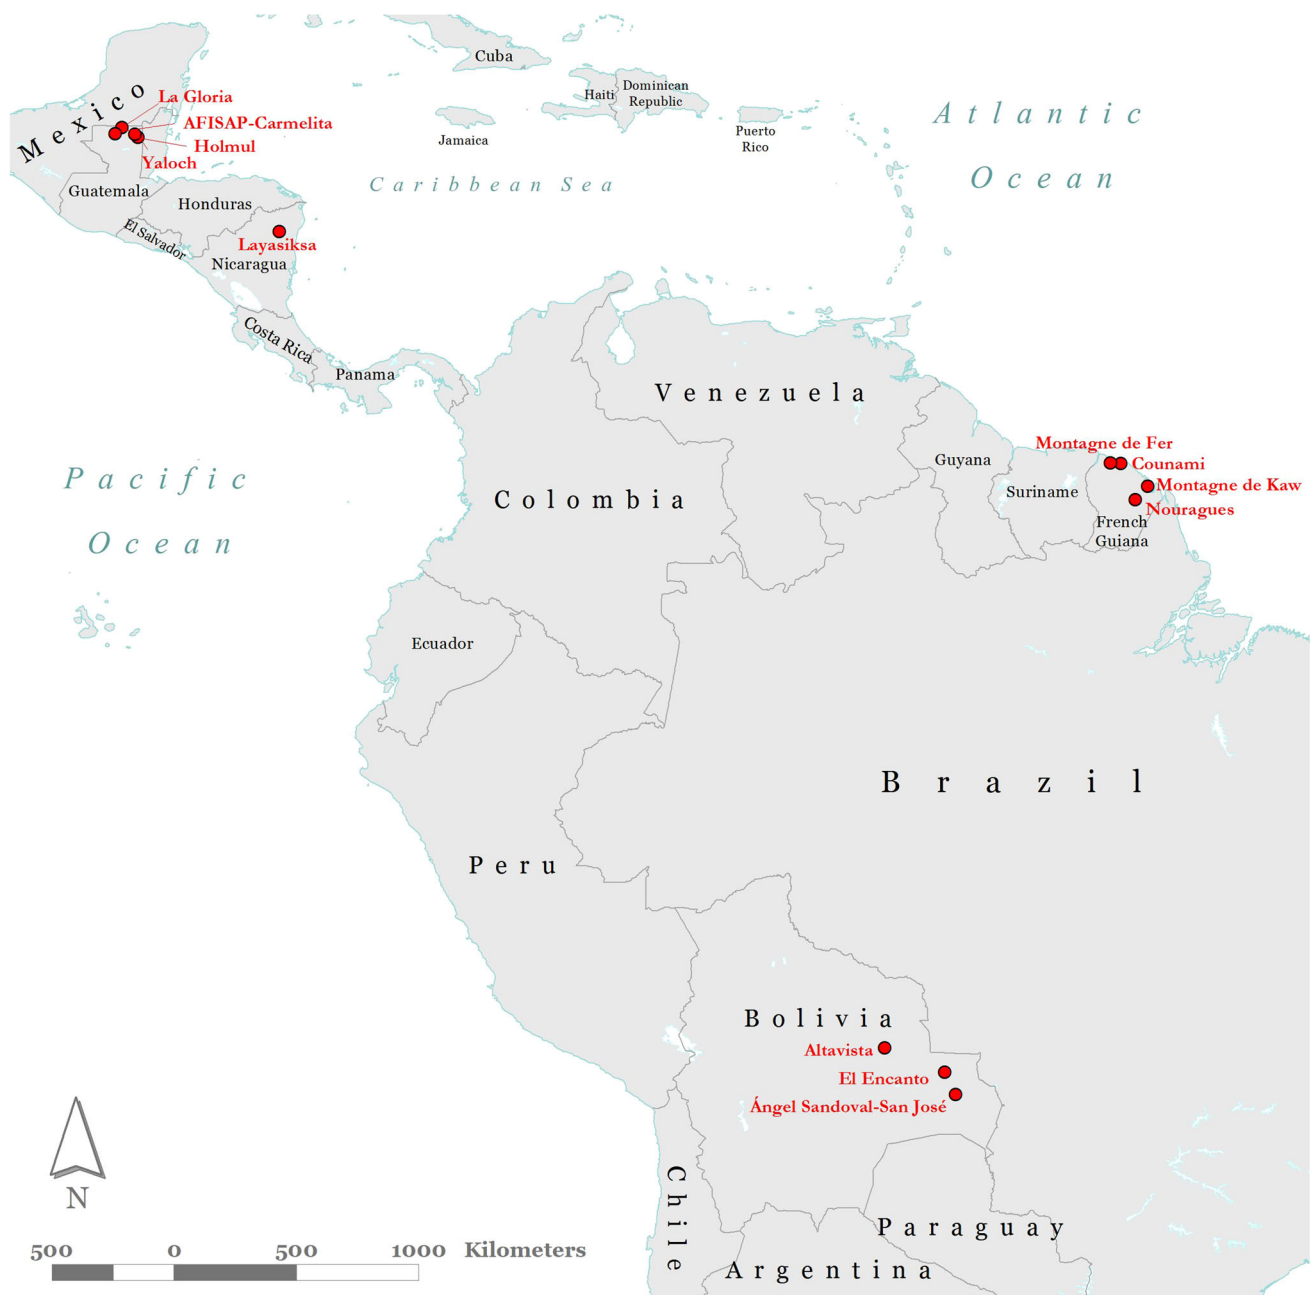 Cuba
Haiti
Dominican
Republic
Jamaica
Puerto
Rico
Atlantic
Ocean
Mexico
La Gloria
AFISAP-Carmelita
Holmul
Yaloch
Caribbean Sea
Guatemala
Honduras
El Salvador
Layasiksa
Nicaragua
Costa Rica
Panama
Venezuela
Pacific
Ocean
Colombia
Guyana
Suriname
Montagne de Fer
Counami
Montagne de Kaw
Nouragues
French
Guiana
Ecuador
Brazil
Peru
Bolivia
Altavista
El Encanto
Ángel Sandoval-San José
N
Chile
Paraguay
Argentina
500 0 500 1000 Kilometers